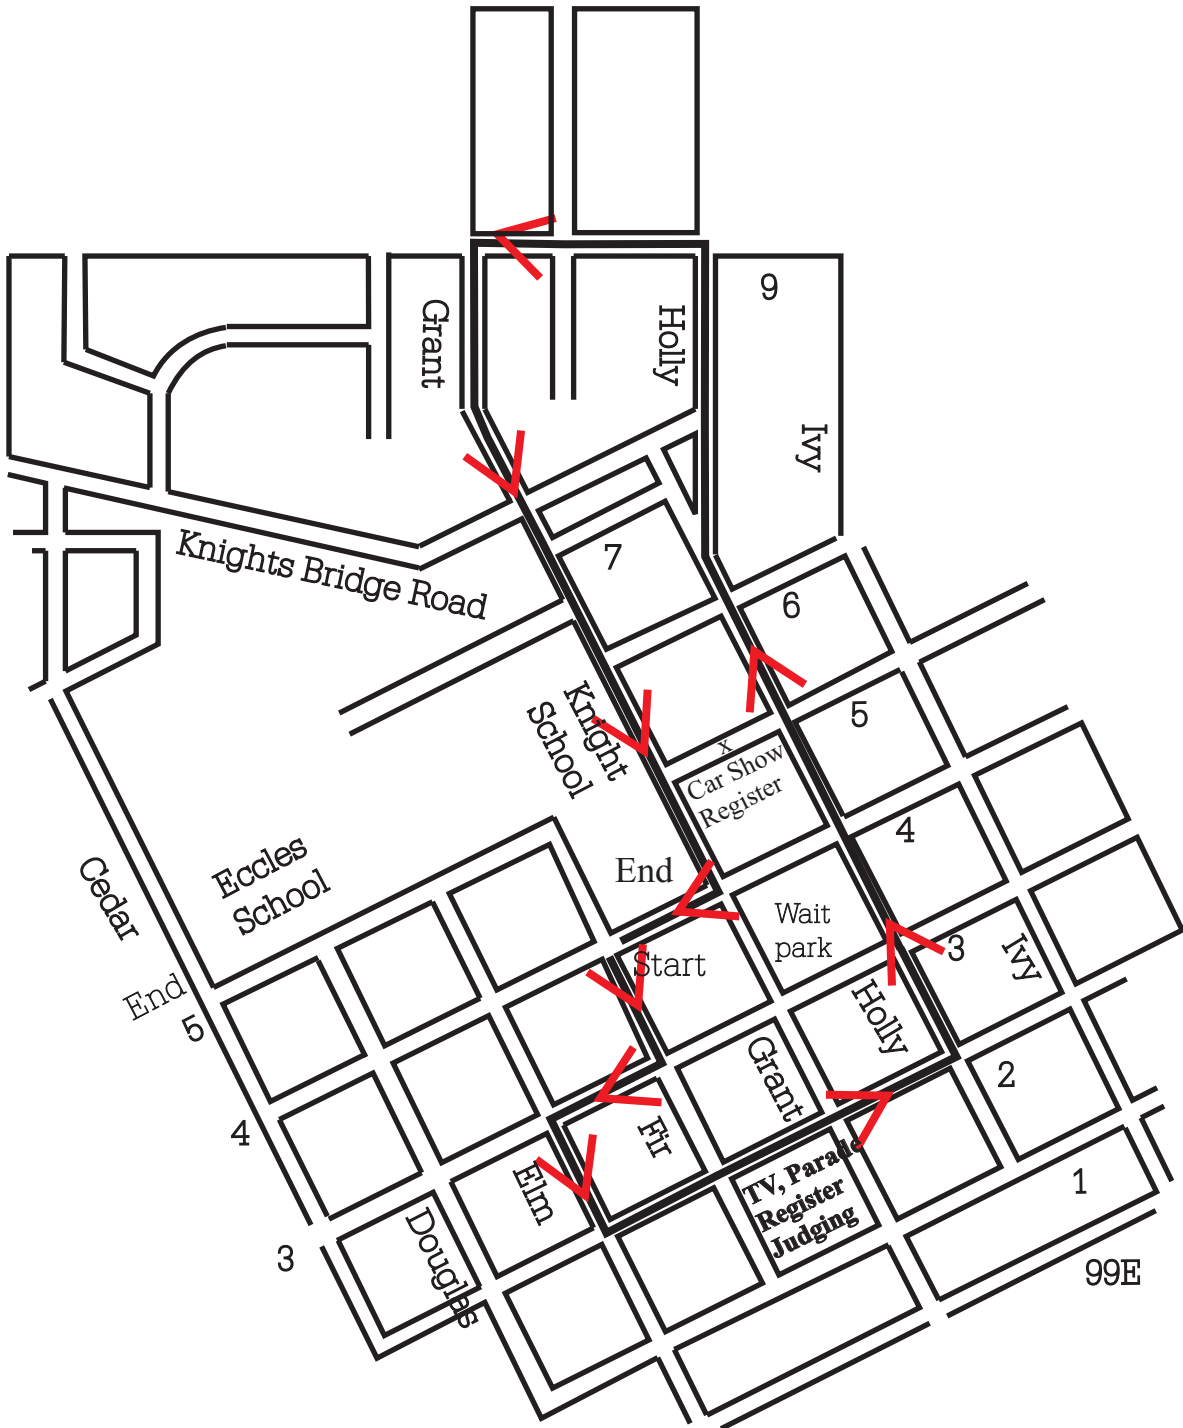 9
Grant
Holly
Ivy
7
Knights Bridge Road
6
Knight
School
5
x
Car Show
Register
4
Eccles
School
End
Cedar
Wait
park
Start
3
Ivy
End
5
Holly
Grant
2
4
Fir
Elm
TV, Parade
Register
Judging
1
Douglas
3
99E